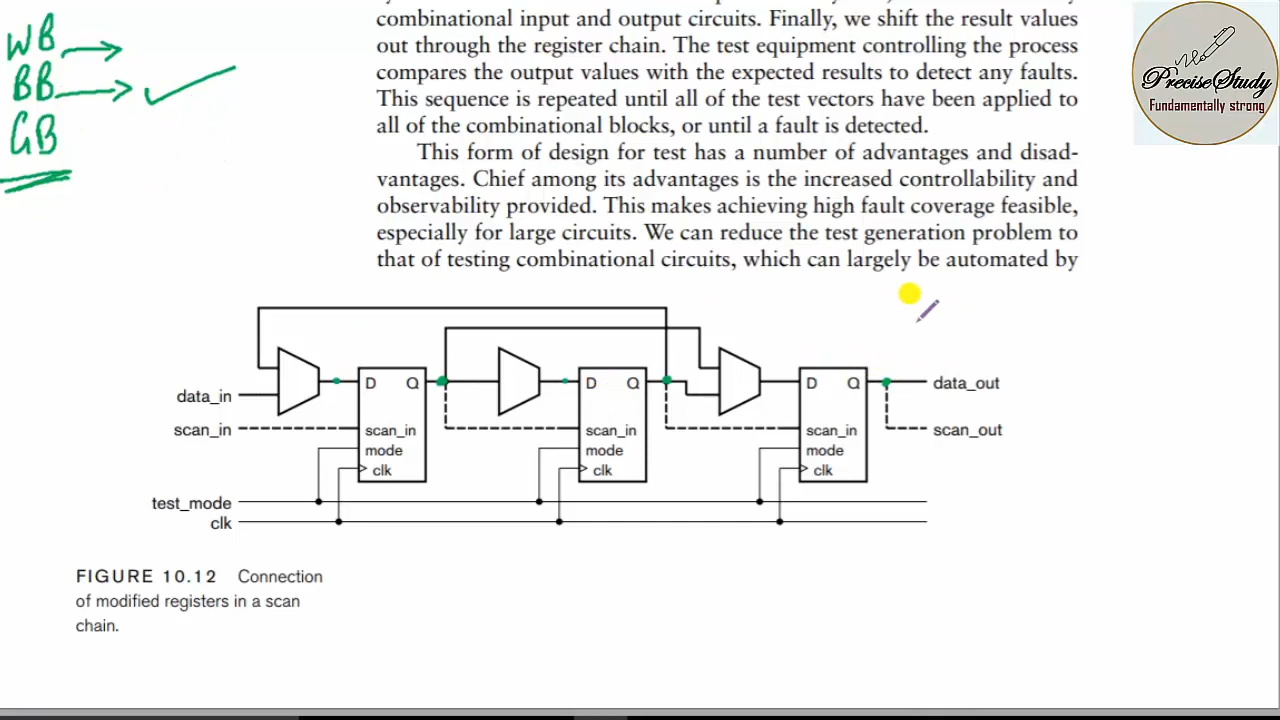 WB
BB
GB
combinational input and output circuits. Finally, we shift the result values
out through the register chain. The test equipment controlling the process
compares the output values with the expected results to detect any faults.
This sequence is repeated until all of the test vectors have been applied to
all of the combinational blocks, or until a fault is detected.
This form of design for test has a number of advantages and disad-
vantages. Chief among its advantages is the increased controllability and
observability provided. This makes achieving high fault coverage feasible,
especially for large circuits. We can reduce the test generation problem to
that of testing combinational circuits, which can largely be automated by
PreciseStudy
Fundamentally strong
data_in
scan_in
test_mode
clk
D Q
scan_in
mode
clk
D Q
scan_in
mode
clk
D Q
scan_in
mode
clk
data_out
scan_out
FIGURE 10.12 Connection
of modified registers in a scan
chain.